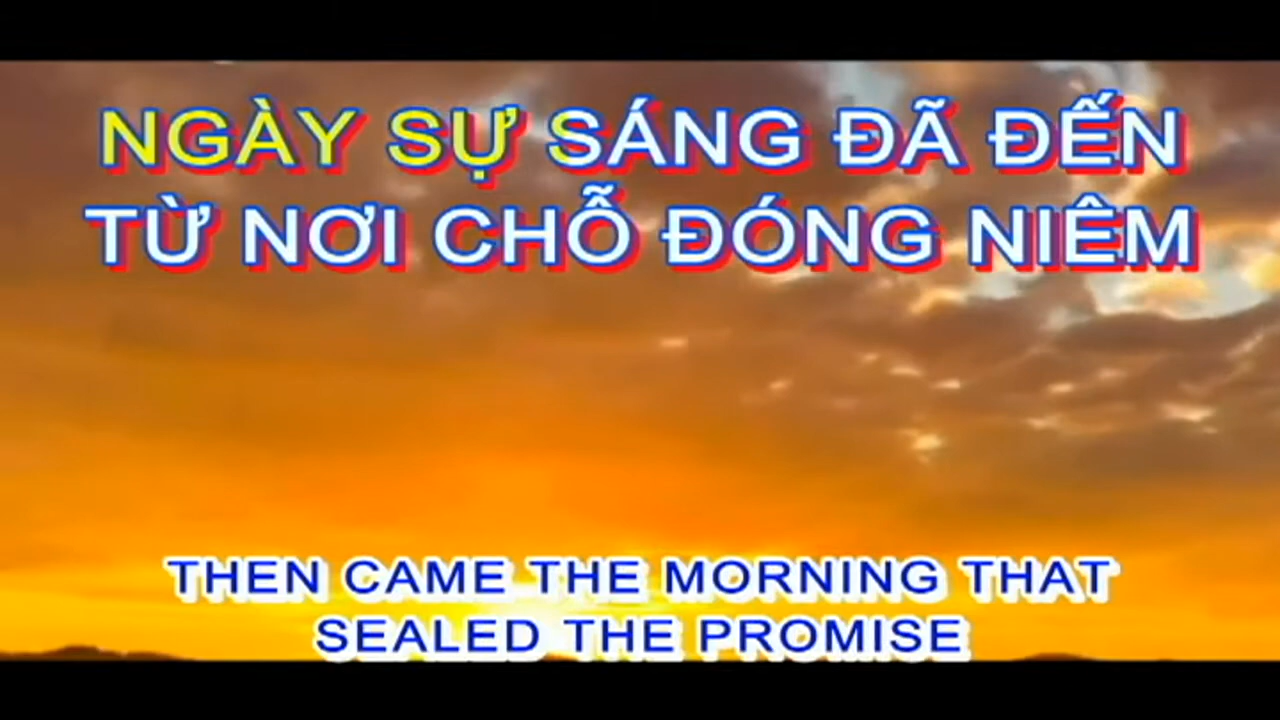 NGÀY SỰ SÁNG ĐÃ ĐẾN
TỪ NƠI CHỖ ĐÓNG NIÊM
THEN CAME THE MORNING THAT
SEALED THE PROMISE